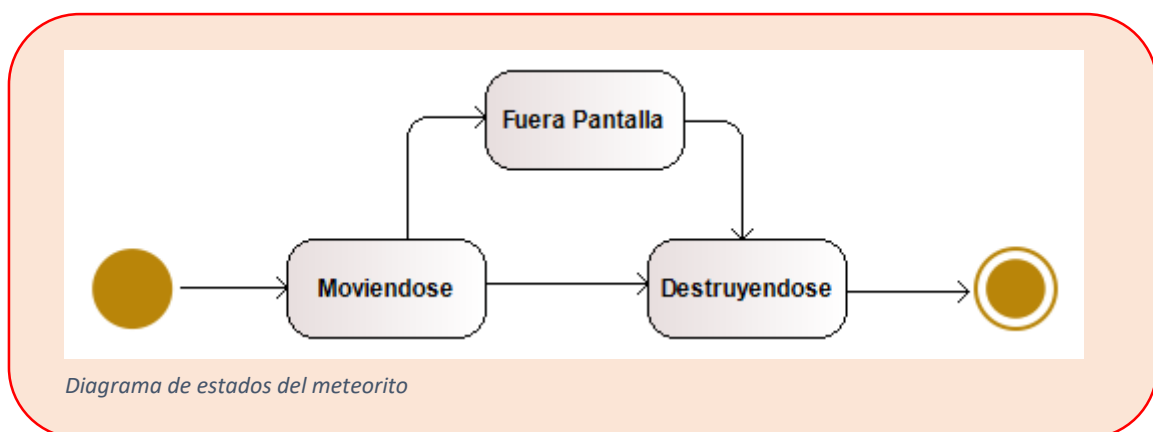 Fuera Pantalla
Moviendose
Destruyendose
Diagrama de estados del meteorito